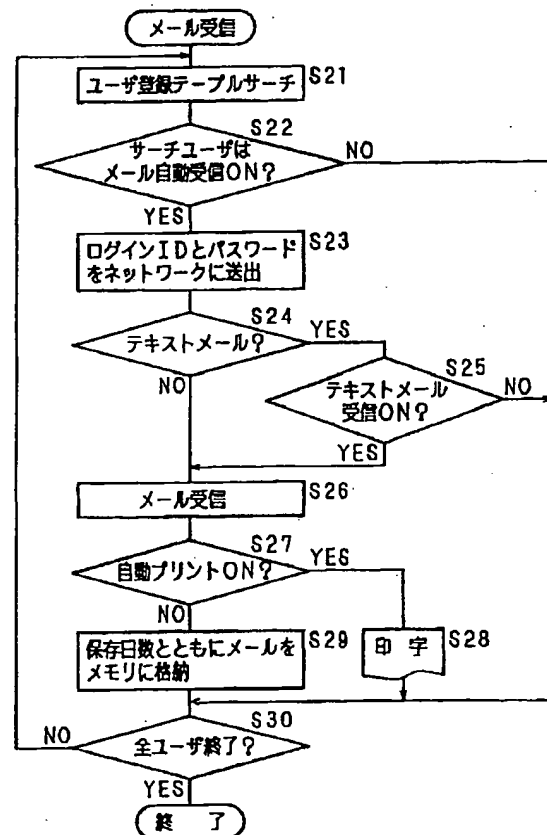 メール受信
ユーザ登録テーブルサーチ
S21
S22
サーチユーザは
メール自動受信ON?
NO
YES
ログインIDとパスワード
をネットワークに送出
S23
S24
テキストメール?
YES
NO
S25
テキストメール
受信ON?
NO
YES
メール受信
S26
S27
自動プリントON?
YES
NO
保存日数とともにメールを
メモリに格納
S29
印 字
S28
S30
全ユーザ終了?
NO
YES
終 了